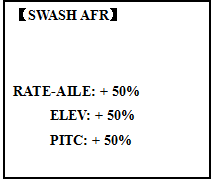 【SWASH AFR】
RATE-AILE: + 50%
ELEV: + 50%
PITC: + 50%